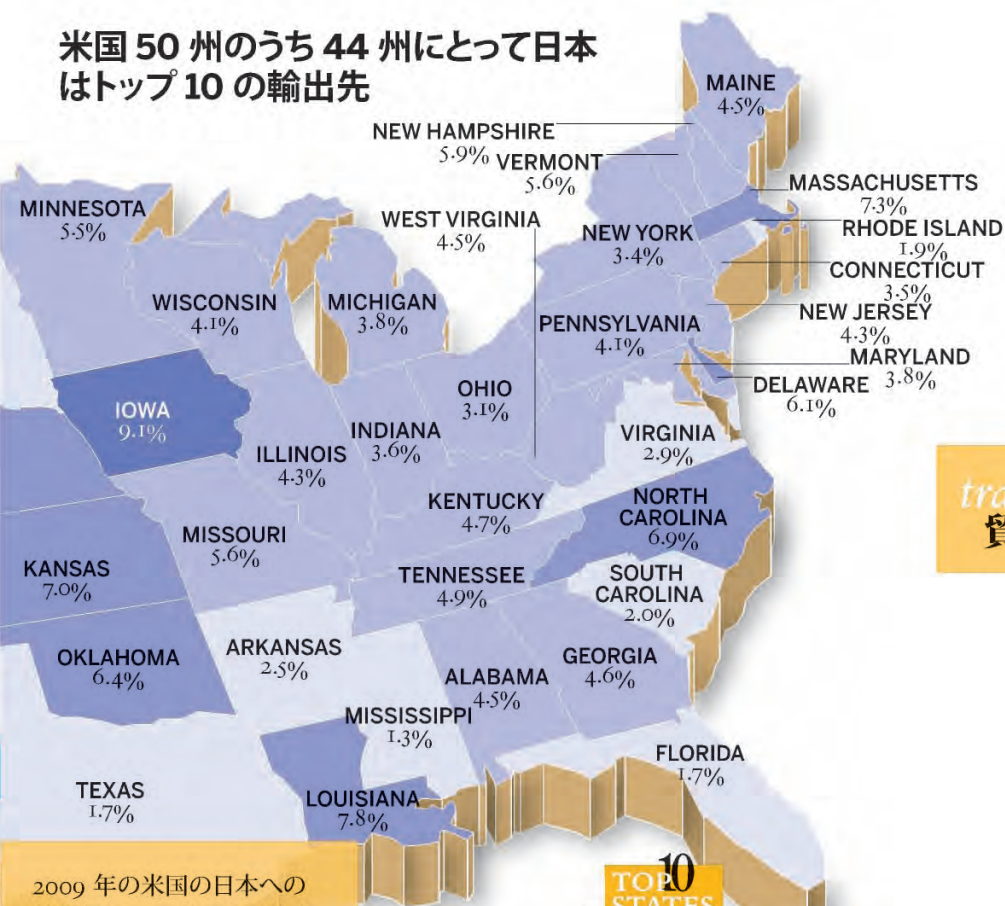 米国 50 州のうち 44 州にとって日本
はトップ 10 の輸出先
MAINE
4.5%
NEW HAMPSHIRE
5.9%
VERMONT
5.6%
MASSACHUSETTS
7.3%
RHODE ISLAND
1.9%
CONNECTICUT
3.5%
NEW JERSEY
4.3%
MARYLAND
3.8%
DELAWARE
6.1%
MINNESOTA
5.5%
WEST VIRGINIA
4.5%
NEW YORK
3.4%
WISCONSIN
4.1%
MICHIGAN
3.8%
PENNSYLVANIA
4.1%
IOWA
9.1%
OHIO
3.1%
INDIANA
3.6%
ILLINOIS
4.3%
VIRGINIA
2.9%
KENTUCKY
4.7%
NORTH
CAROLINA
6.9%
MISSOURI
5.6%
KANSAS
7.0%
TENNESSEE
4.9%
SOUTH
CAROLINA
2.0%
OKLAHOMA
6.4%
ARKANSAS
2.5%
ALABAMA
4.5%
GEORGIA
4.6%
MISSISSIPPI
1.3%
FLORIDA
1.7%
TEXAS
1.7%
LOUISIANA
7.8%
2009 年の米国の日本への
TOP 10
STATES